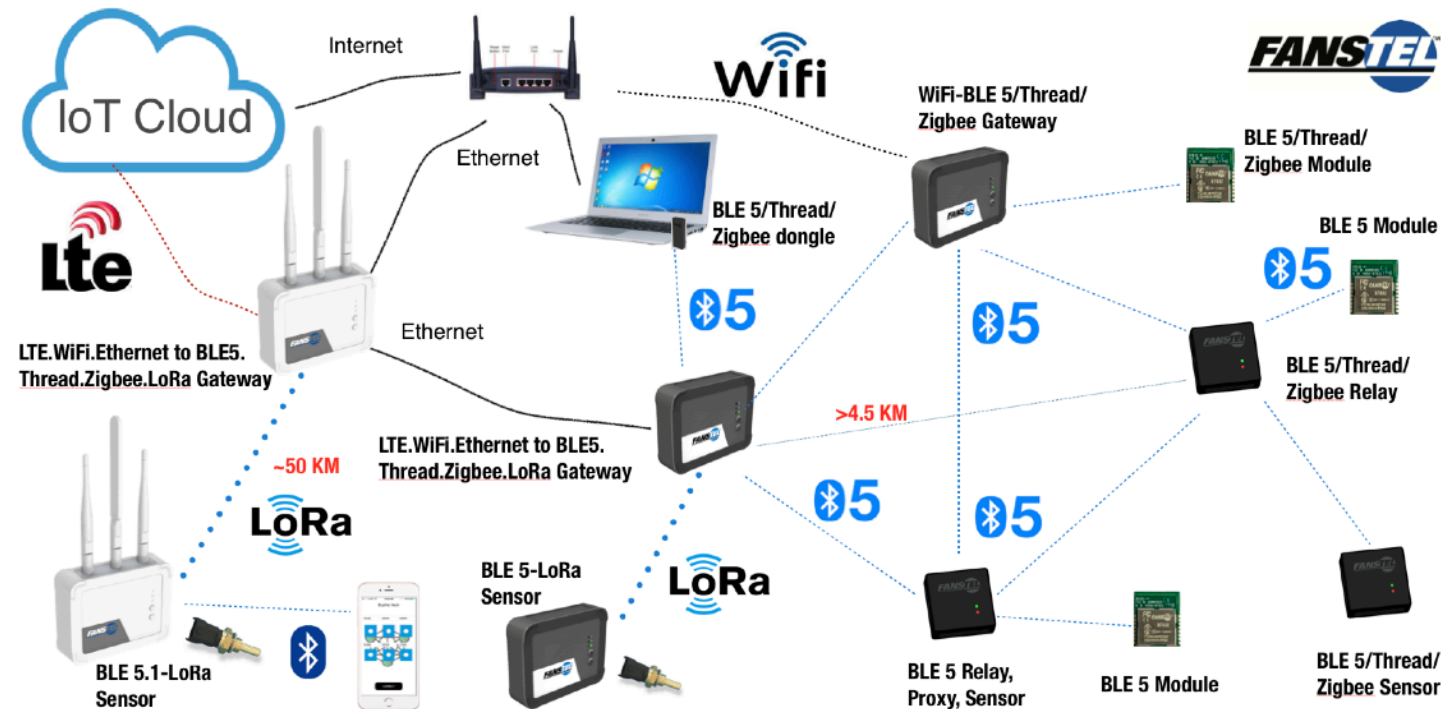 Internet
Wifi
FANSTEL
IoT Cloud
WiFi-BLE 5/Thread/
Zigbee Gateway
Ethernet
BLE 5/Thread/
Zigbee Module
Lte
BLE 5/Thread/
Zigbee dongle
BLE 5 Module
5
5
5
Ethernet
LTE.WiFi.Ethernet to BLE5.
Thread.Zigbee.LoRa Gateway
FANSTEL
BLE 5/Thread/
Zigbee Relay
>4.5 KM
LTE.WiFi.Ethernet to BLE5.
Thread.Zigbee.LoRa Gateway
~50 KM
LoRa
5
5
BLE 5-LoRa
Sensor
LoRa
FANSTEL
FANSTEL
BLE 5.1-LoRa
Sensor
BLE 5 Relay,
Proxy, Sensor
BLE 5 Module
BLE 5/Thread/
Zigbee Sensor